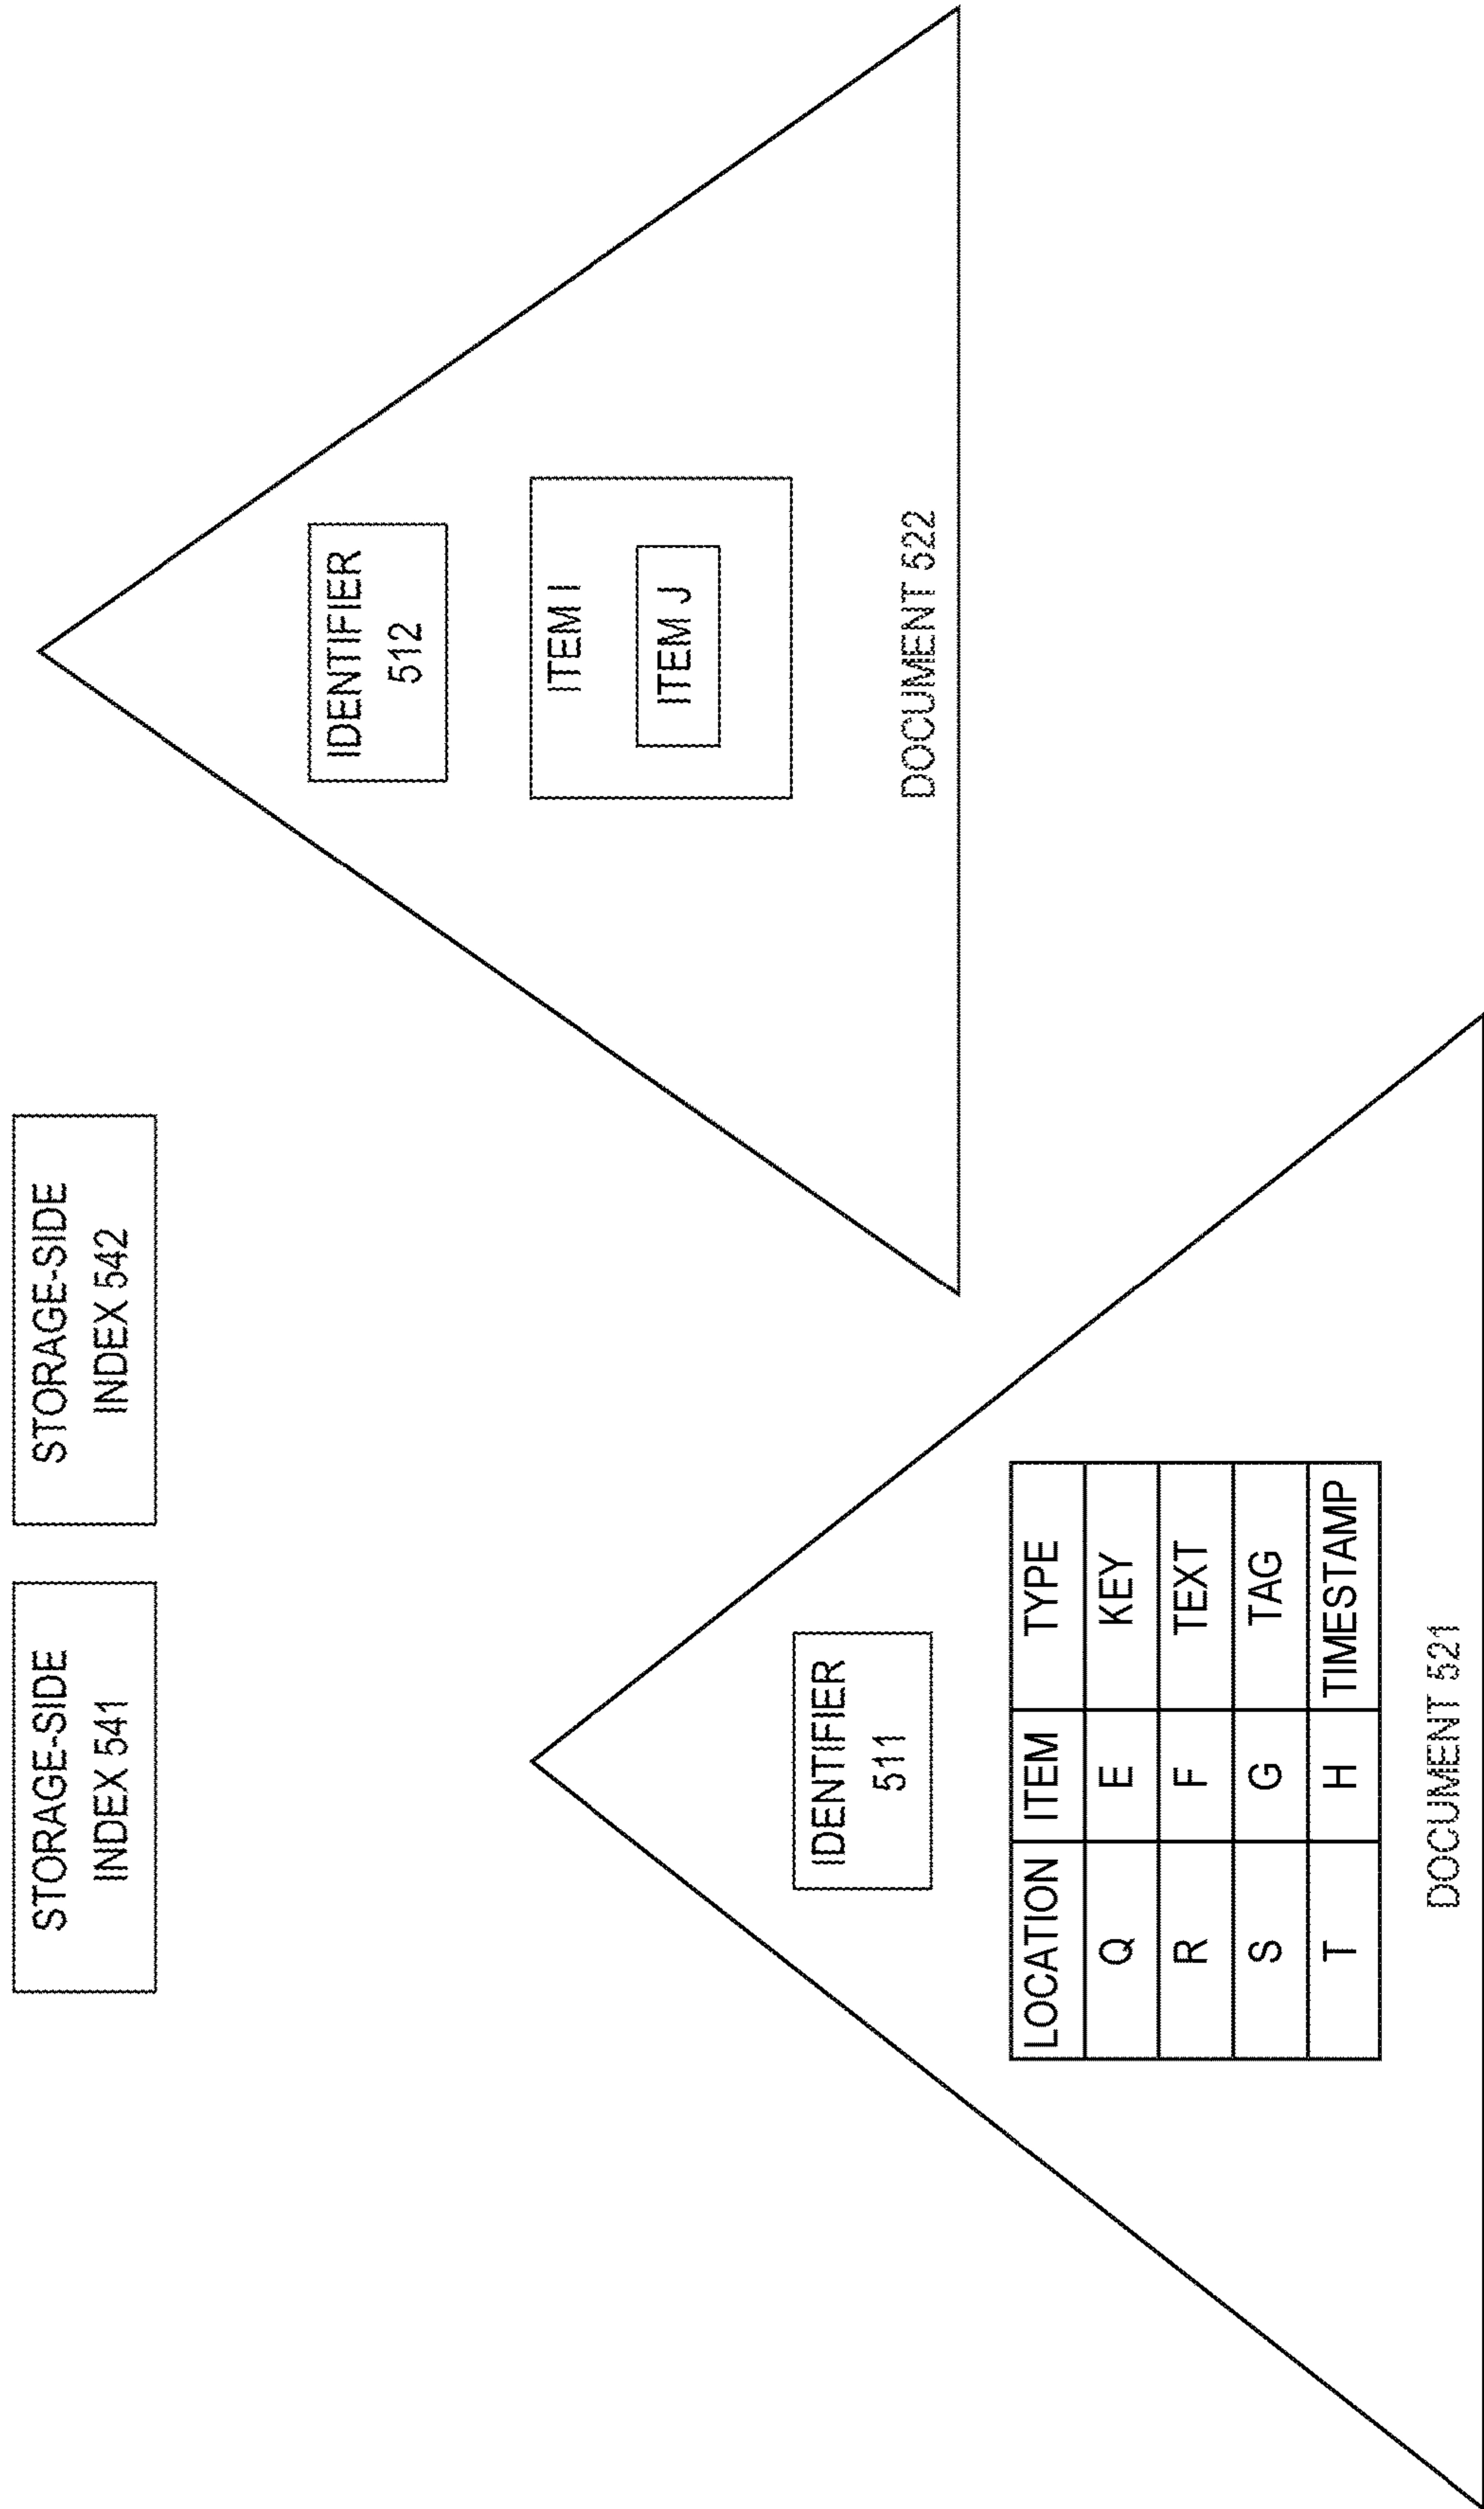 STORAGE-SIDE
INDEX 541
STORAGE-SIDE
INDEX 542
IDENTIFIER
511
LOCATION ITEM TYPE
Q E KEY
R F TEXT
S G TAG
T H TIMESTAMP
DOCUMENT 521
IDENTIFIER
512
ITEM I
ITEM J
DOCUMENT 522